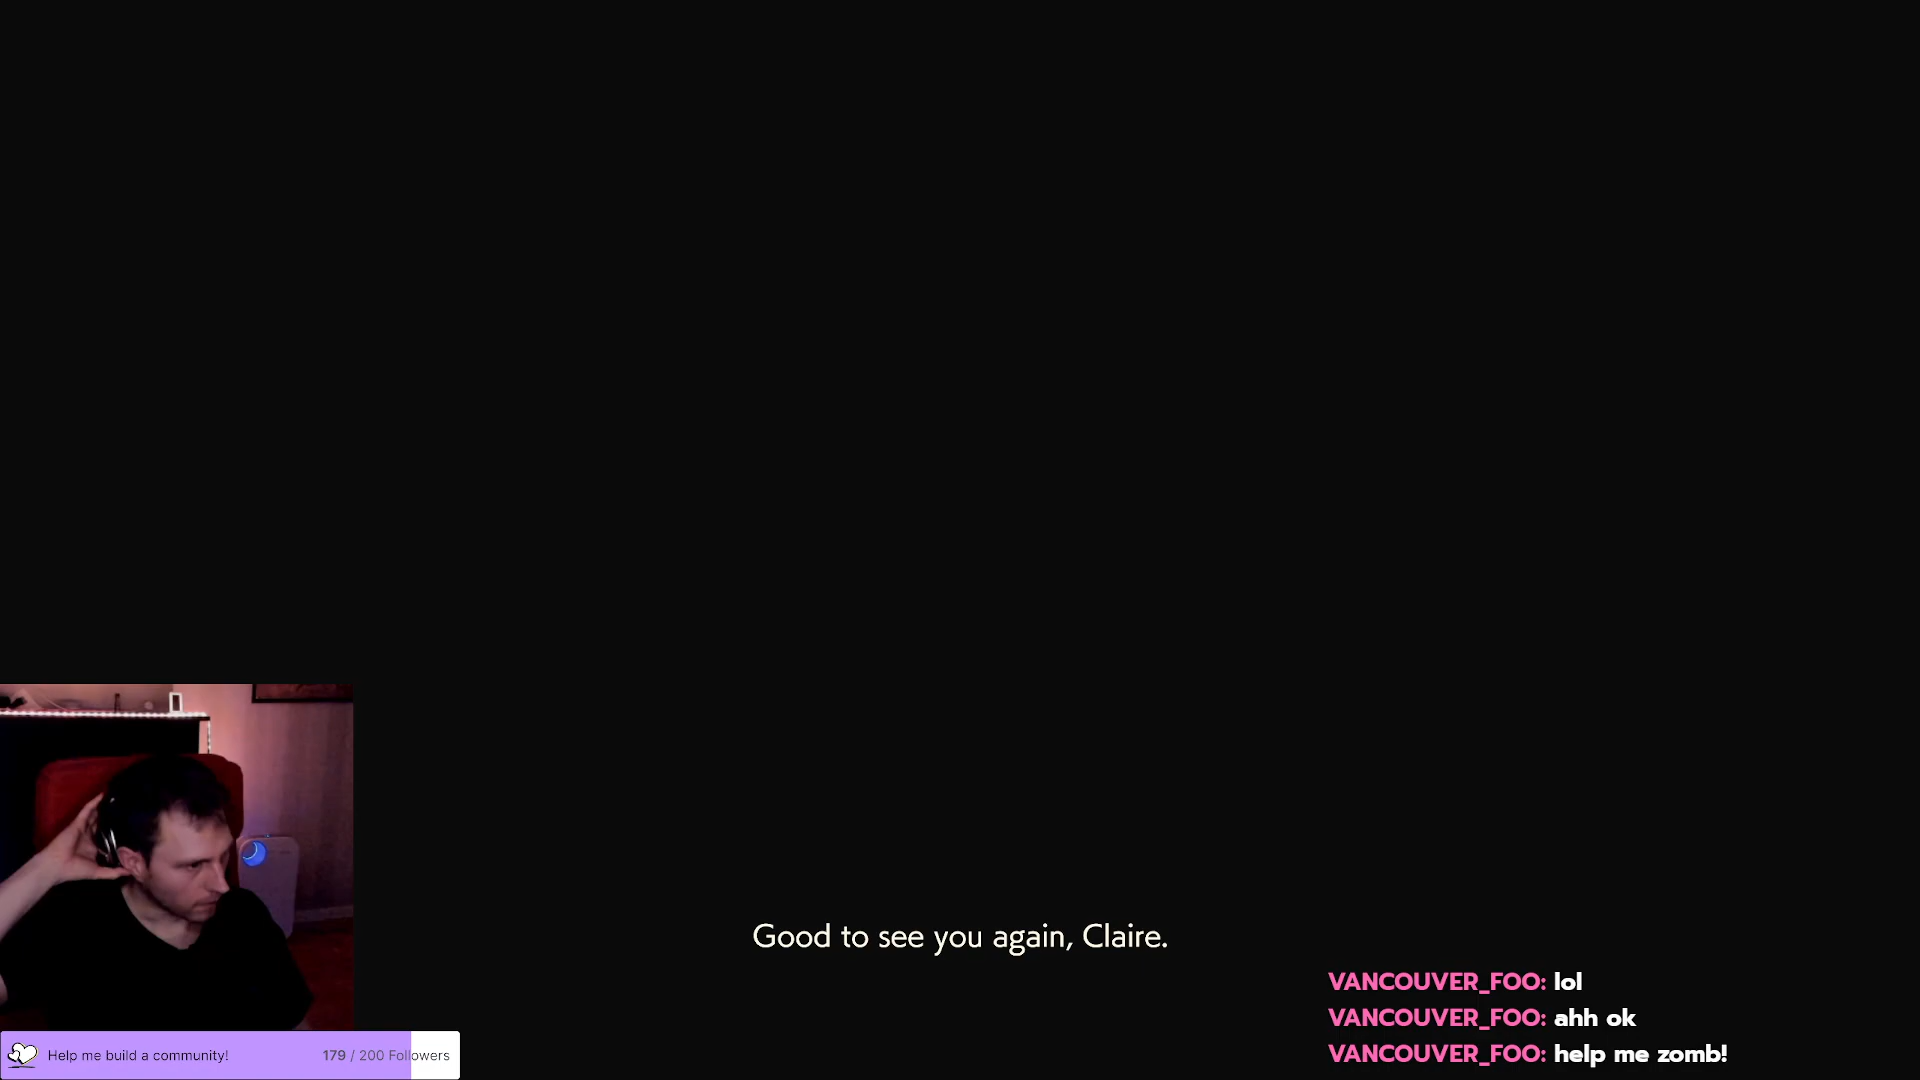 Good to see you again, Claire.
VANCOUVER_FOO: lol
VANCOUVER_FOO: ahh ok
VANCOUVER_FOO: help me zomb!
Help me build a community! 179 / 200 Followers